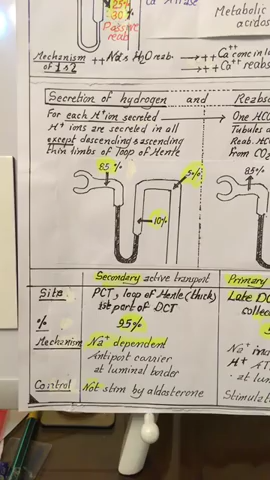 25%
30%
Passive
reab
Metabolic
acidos
Mechanism ++ Na & H2O reab → Ca++ conc in l
of 1 & 2 → ++ Ca++ reabs
Secretion of hydrogen and Reabs
For each H+ ion secreted → One HCO
H+ ions are secreted in all Tubules a
except descending & ascending Reab. HC
thin limbs of loop of Henle From CO2
85% 5% 85%
10%
Secondary active transport Primary
Site PCT, loop of Henle (thick) Late DC
1st part of DCT collec
% 95%
Mechanism Na+ dependent Na+ ind
Antiport carrier H+ AT
at luminal border at lu
Control Not stim by aldosterone Stimulat